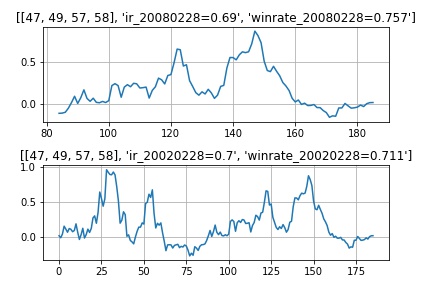 [[47, 49, 57, 58], 'ir_20080228=0.69', 'winrate_20080228=0.757']
0.5
0.0
80 100 120 140 160 180
[[47, 49, 57, 58], 'ir_20020228=0.7', 'winrate_20020228=0.711']
1.0
0.5
0.0
0 25 50 75 100 125 150 175